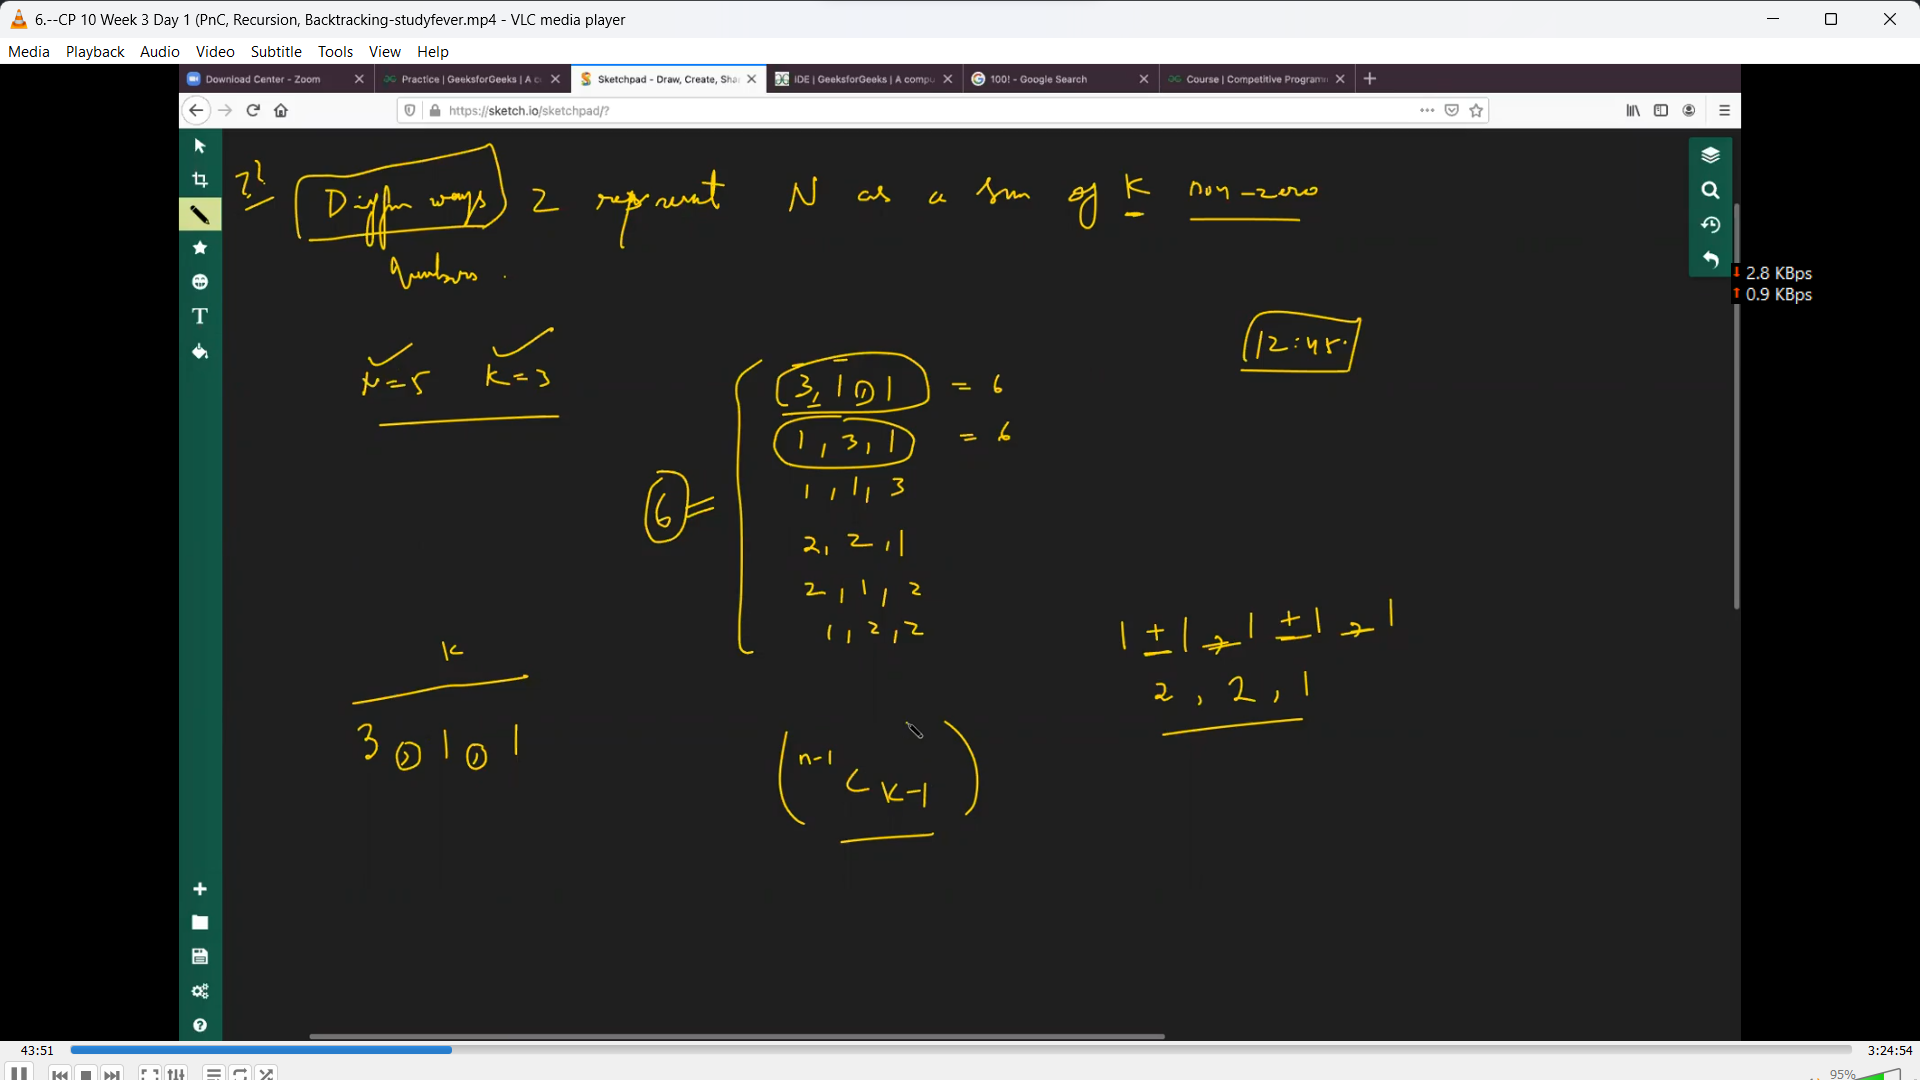 6.--CP 10 Week 3 Day 1 (PnC, Recursion, Backtracking-studyfever.mp4 - VLC media player
Media Playback Audio Video Subtitle Tools View Help
Download Center - Zoom
Practice | GeeksforGeeks | A c
Sketchpad - Draw, Create, Sha
IDE | GeeksforGeeks | A compu
100! - Google Search
Course | Competitive Program
https://sketch.io/sketchpad/?
?? Differ ways 2 represent N as a sum of K non-zero
numbers.
2.8 KBps
0.9 KBps
12:45
N=5 K=3
3, 1, 1 = 6
1, 3, 1 = 6
1, 1, 3
6 =
2, 2, 1
2, 1, 2
1, 2, 2
1 + 1 , 1 + 1 , 1
2, 2, 1
K
3, 1, 1
(n-1 C K-1)
T
43:51
3:24:54
95%